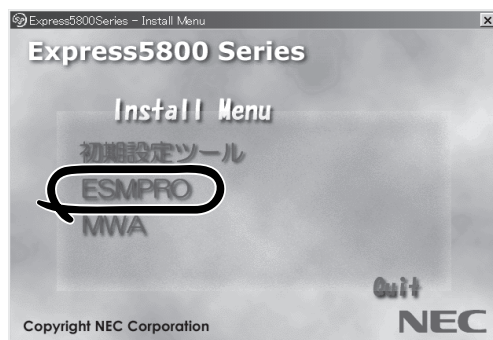 Express5800Series - Install Menu
Express5800 Series
Install Menu
初期設定ツール
ESMPRO
MWA
Quit
Copyright NEC Corporation
NEC